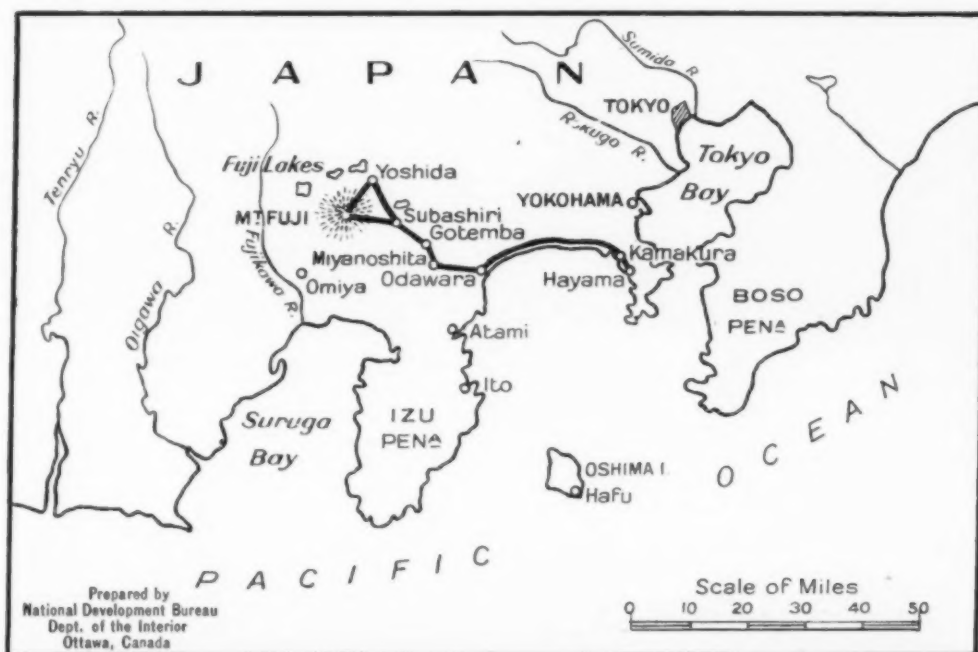 JAPAN
Tenryu R.
Oigawa R.
Fujikawa R.
Sumida R.
Rokugo R.
TOKYO
Tokyo
Bay
Fuji Lakes
Yoshida
MT. FUJI
Subashiri
Gotemba
YOKOHAMA
Miyanoshita
Odawara
Kamakura
Hayama
Omiya
BOSO
PENA
Atami
Ito
Suruga
Bay
IZU
PENA
OSHIMA I.
Hafu
PACIFIC
OCEAN
Prepared by
National Development Bureau
Dept. of the Interior
Ottawa, Canada
Scale of Miles
0 10 20 30 40 50